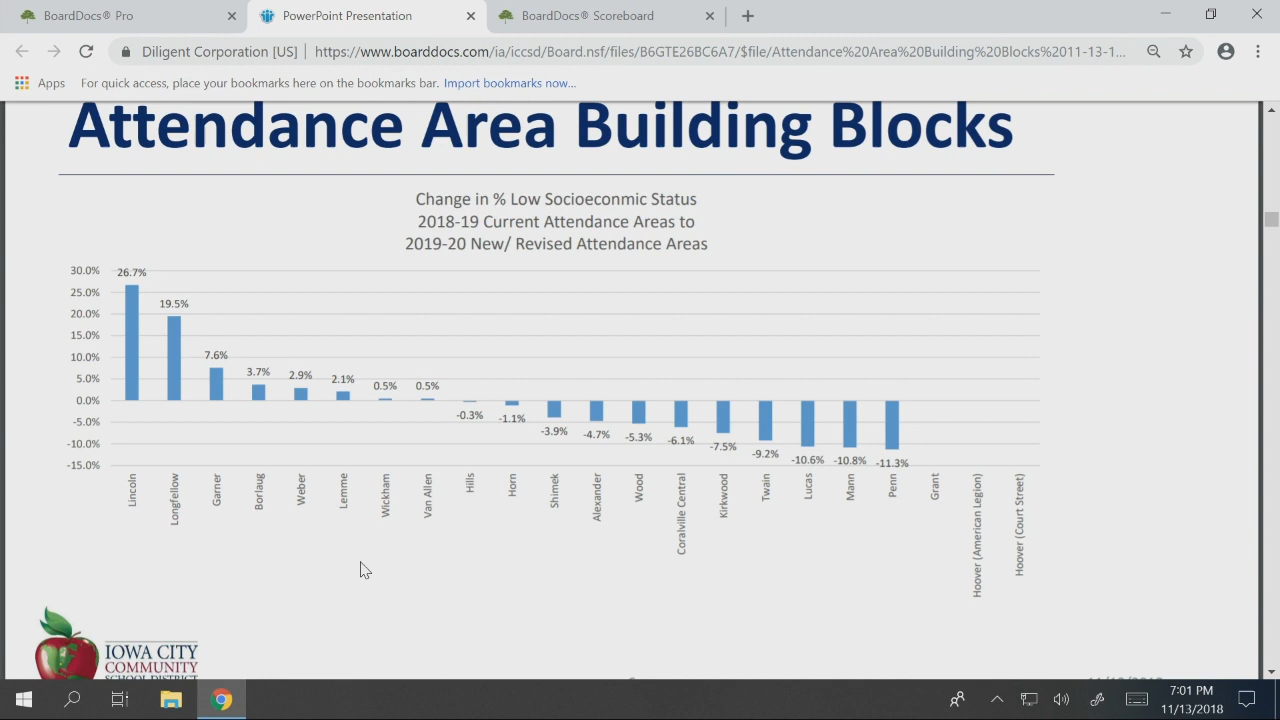 BoardDocs® Pro
PowerPoint Presentation
BoardDocs® Scoreboard
Diligent Corporation [US]
https://www.boarddocs.com/ia/iccsd/Board.nsf/files/B6GTE26BC6A7/$file/Attendance%20Area%20Building%20Blocks%2011-13-1...
Apps
For quick access, place your bookmarks here on the bookmarks bar. Import bookmarks now...
Attendance Area Building Blocks
Change in % Low Socioeconmic Status
2018-19 Current Attendance Areas to
2019-20 New/ Revised Attendance Areas
30.0%
25.0%
20.0%
15.0%
10.0%
5.0%
0.0%
-5.0%
-10.0%
-15.0%
26.7%
19.5%
7.6%
3.7%
2.9%
2.1%
0.5%
0.5%
-0.3%
-1.1%
-3.9%
-4.7%
-5.3%
-6.1%
-7.5%
-9.2%
-10.6%
-10.8%
-11.3%
Lincoln
Longfellow
Garner
Borlaug
Weber
Lemme
Wickham
Van Allen
Hills
Horn
Shimek
Alexander
Wood
Coralville Central
Kirkwood
Twain
Lucas
Mann
Penn
Grant
Hoover (American Legion)
Hoover (Court Street)
IOWA CITY
COMMUNITY
SCHOOL DISTRICT
7:01 PM
11/13/2018